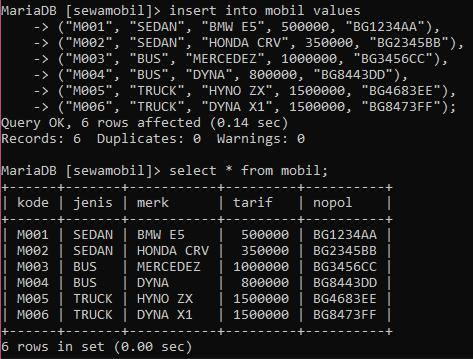 MariaDB [sewamobil]> insert into mobil values
    -> ("M001", "SEDAN", "BMW E5", 500000, "BG1234AA"),
    -> ("M002", "SEDAN", "HONDA CRV", 350000, "BG2345BB"),
    -> ("M003", "BUS", "MERCEDEZ", 1000000, "BG3456CC"),
    -> ("M004", "BUS", "DYNA", 800000, "BG8443DD"),
    -> ("M005", "TRUCK", "HYNO ZX", 1500000, "BG4683EE"),
    -> ("M006", "TRUCK", "DYNA X1", 1500000, "BG8473FF");
Query OK, 6 rows affected (0.14 sec)
Records: 6  Duplicates: 0  Warnings: 0
MariaDB [sewamobil]> select * from mobil;
+------+-------+-----------+---------+----------+
| kode | jenis | merk      | tarif   | nopol    |
+------+-------+-----------+---------+----------+
| M001 | SEDAN | BMW E5    |  500000 | BG1234AA |
| M002 | SEDAN | HONDA CRV |  350000 | BG2345BB |
| M003 | BUS   | MERCEDEZ  | 1000000 | BG3456CC |
| M004 | BUS   | DYNA      |  800000 | BG8443DD |
| M005 | TRUCK | HYNO ZX   | 1500000 | BG4683EE |
| M006 | TRUCK | DYNA X1   | 1500000 | BG8473FF |
+------+-------+-----------+---------+----------+
6 rows in set (0.00 sec)